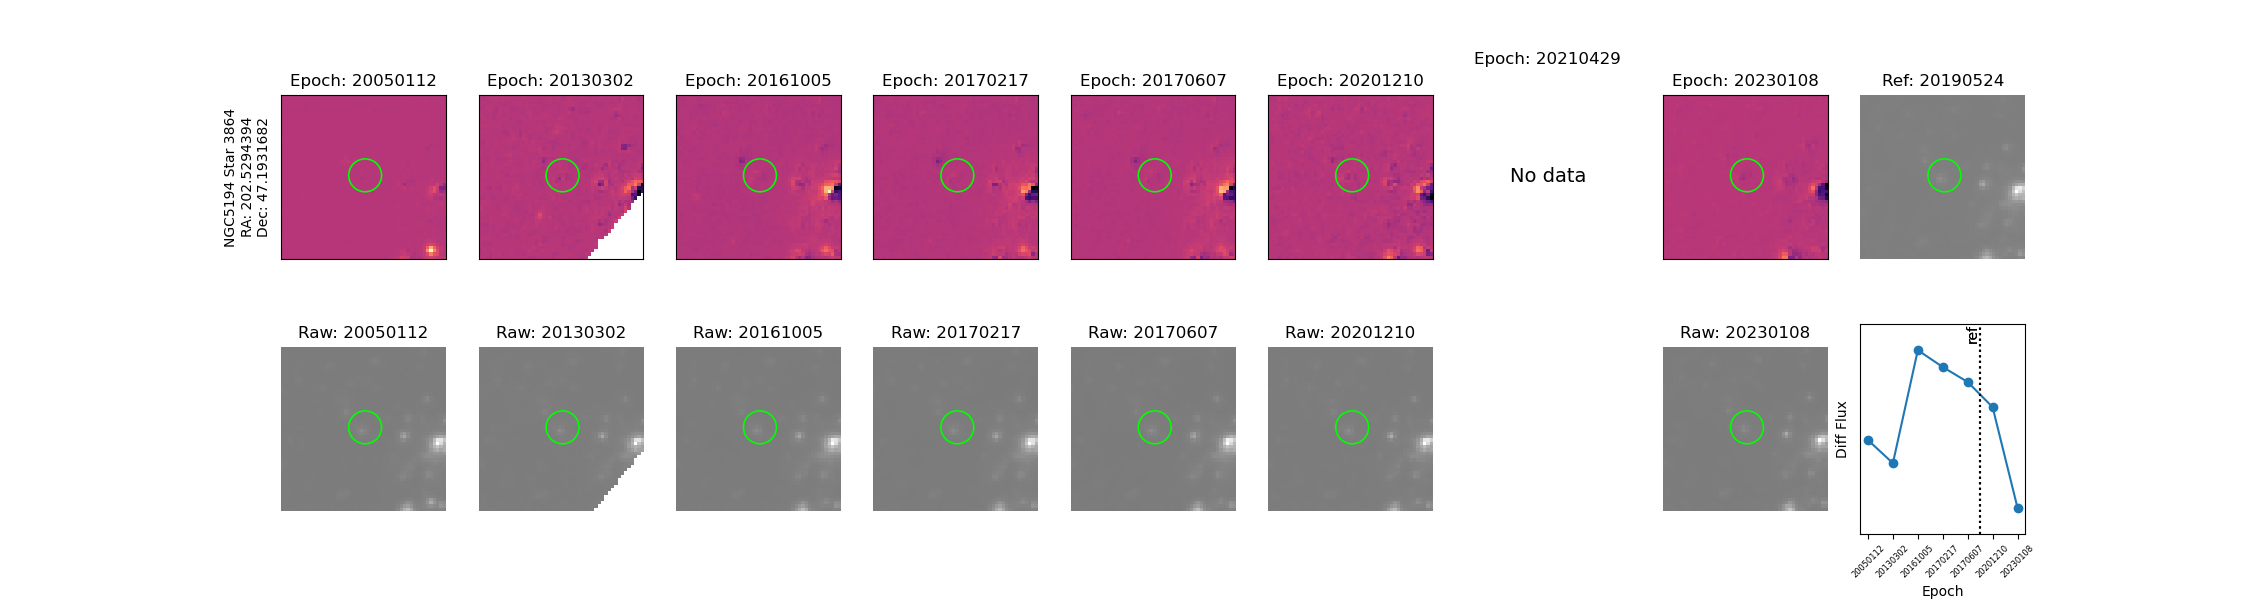 Epoch: 20210429
Epoch: 20050112
Epoch: 20130302
Epoch: 20161005
Epoch: 20170217
Epoch: 20170607
Epoch: 20201210
Epoch: 20230108
Ref: 20190524
NGC5194 Star 3864
RA: 202.5294394
Dec: 47.1931682
No data
Raw: 20050112
Raw: 20130302
Raw: 20161005
Raw: 20170217
Raw: 20170607
Raw: 20201210
Raw: 20230108
ref
Diff Flux
20050112
20130302
20161005
20170217
20170607
20201210
20230108
Epoch